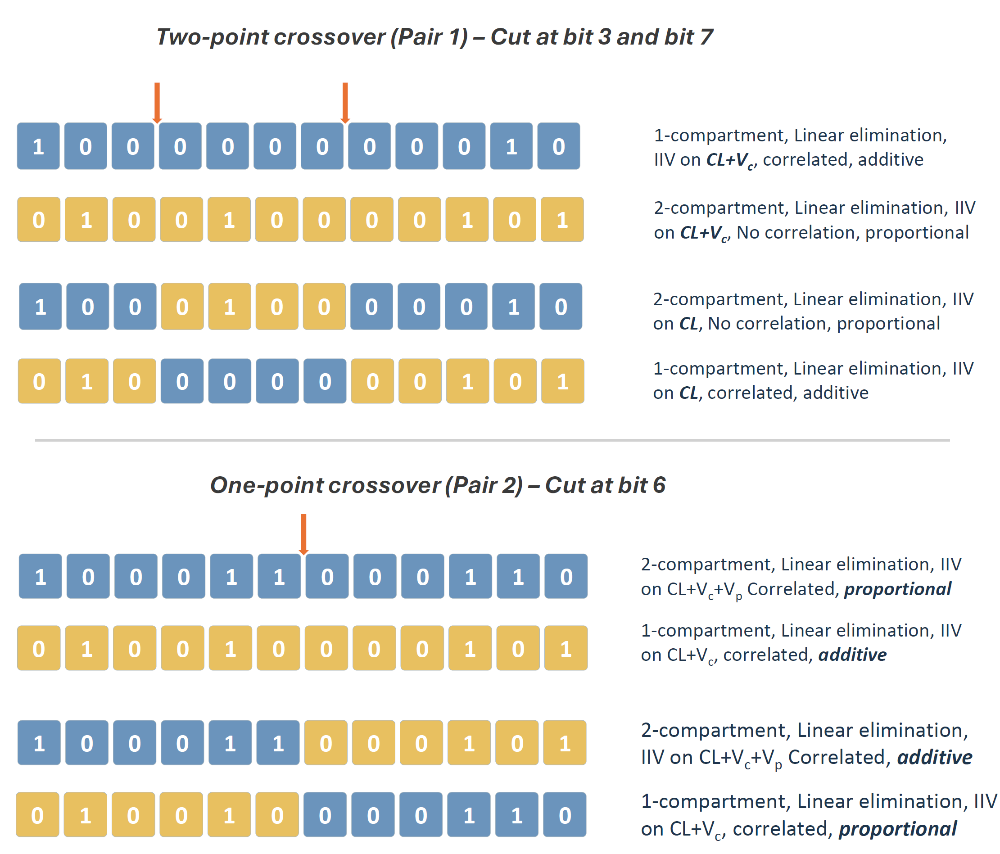 Two-point crossover (Pair 1) – Cut at bit 3 and bit 7
1 0 0 0 0 0 0 0 0 0 1 0
1-compartment, Linear elimination,
IIV on CL+Vc, correlated, additive
0 1 0 0 1 0 0 0 0 1 0 1
2-compartment, Linear elimination, IIV
on CL+Vc, No correlation, proportional
1 0 0 0 1 0 0 0 0 0 1 0
2-compartment, Linear elimination, IIV
on CL, No correlation, proportional
0 1 0 0 0 0 0 0 0 1 0 1
1-compartment, Linear elimination, IIV
on CL, correlated, additive
One-point crossover (Pair 2) – Cut at bit 6
1 0 0 0 1 1 0 0 0 1 1 0
2-compartment, Linear elimination, IIV
on CL+Vc+Vp Correlated, proportional
0 1 0 0 1 0 0 0 0 1 0 1
1-compartment, Linear elimination, IIV
on CL+Vc, correlated, additive
1 0 0 0 1 1 0 0 0 1 0 1
2-compartment, Linear elimination,
IIV on CL+Vc+Vp Correlated, additive
0 1 0 0 1 0 0 0 0 1 1 0
1-compartment, Linear elimination, IIV
on CL+Vc, correlated, proportional